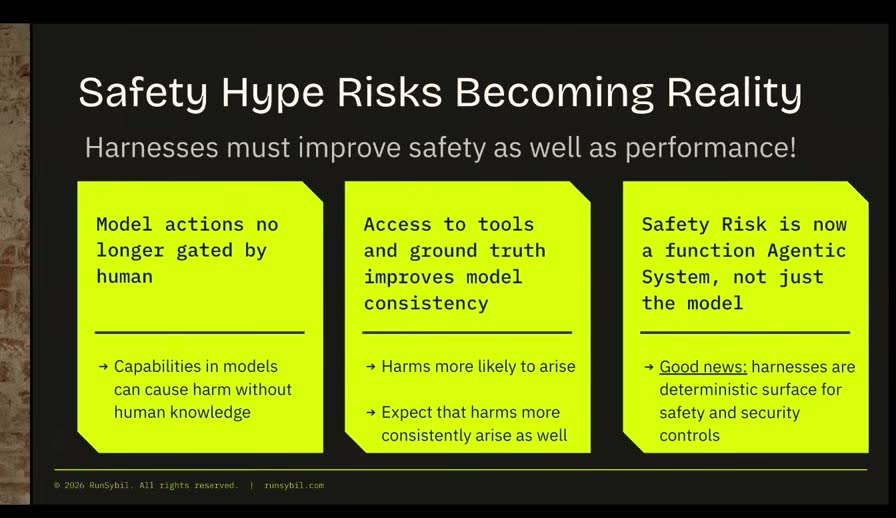 Safety Hype Risks Becoming Reality
Harnesses must improve safety as well as performance!
Model actions no
longer gated by
human
→ Capabilities in models
can cause harm without
human knowledge
Access to tools
and ground truth
improves model
consistency
→ Harms more likely to arise
→ Expect that harms more
consistently arise as well
Safety Risk is now
a function Agentic
System, not just
the model
→ Good news: harnesses are
deterministic surface for
safety and security
controls
© 2026 RunSybil. All rights reserved. | runsybil.com